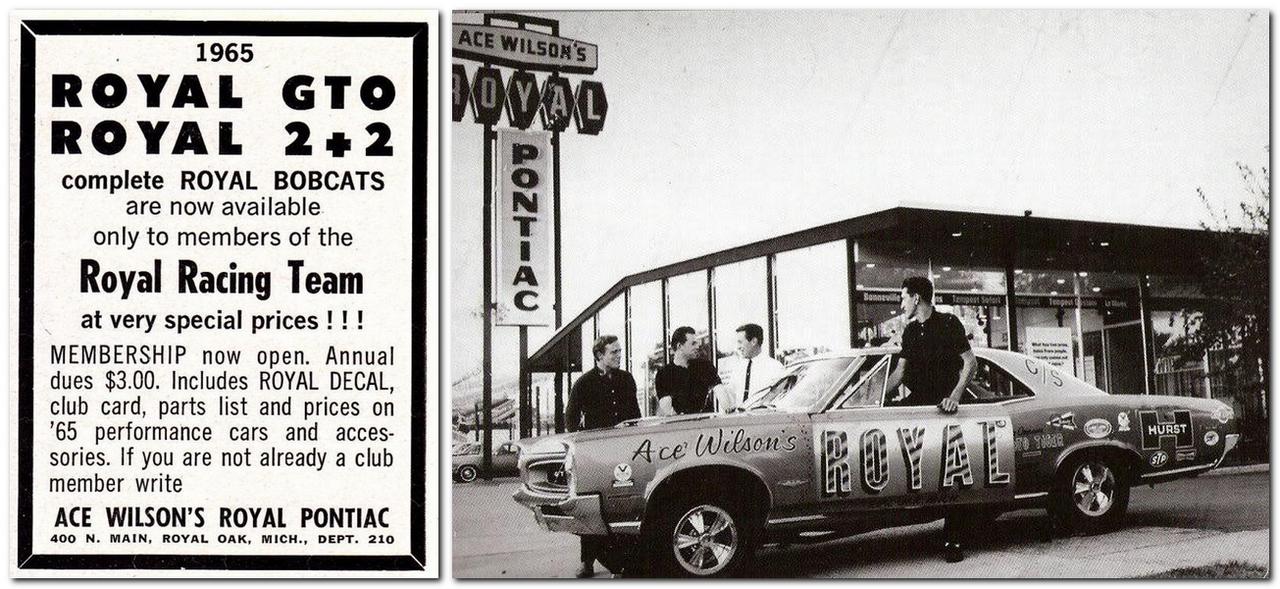 1965
ROYAL GTO
ROYAL 2+2
complete ROYAL BOBCATS
are now available
only to members of the
Royal Racing Team
at very special prices ! ! !
MEMBERSHIP now open. Annual
dues $3.00. Includes ROYAL DECAL,
club card, parts list and prices on
'65 performance cars and acces-
sories. If you are not already a club
member write
ACE WILSON'S ROYAL PONTIAC
400 N. MAIN, ROYAL OAK, MICH., DEPT. 210
ACE WILSON'S
ROYAL
PONTIAC
Bonneville
Tempest
Tempest
C/S
Ace Wilson's
ROYAL
TIGER
HURST
STP